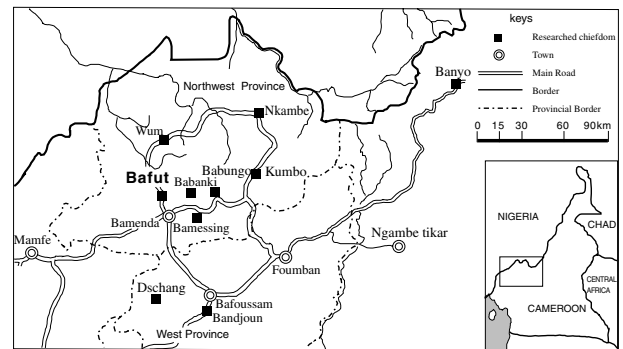 keys
Researched chiefdom
Town
Main Road
Border
Provincial Border
0 15 30 60 90km
Banyo
Northwest Province
Nkambe
Wum
Bafut
Babanki
Babungo
Kumbo
Bamenda
Bamessing
Mamfe
Ngambe tikar
Foumban
Dschang
Bafoussam
Bandjoun
West Province
NIGERIA
CHAD
CENTRAL
AFRICA
CAMEROON